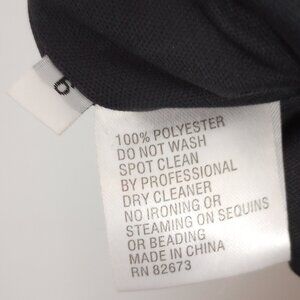 100% POLYESTER
DO NOT WASH
SPOT CLEAN
BY PROFESSIONAL
DRY CLEANER
NO IRONING OR
STEAMING ON SEQUINS
OR BEADING
MADE IN CHINA
RN 82673